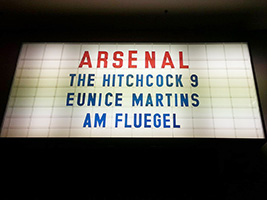 ARSENAL
THE HITCHCOCK 9
EUNICE MARTINS
AM FLUEGEL